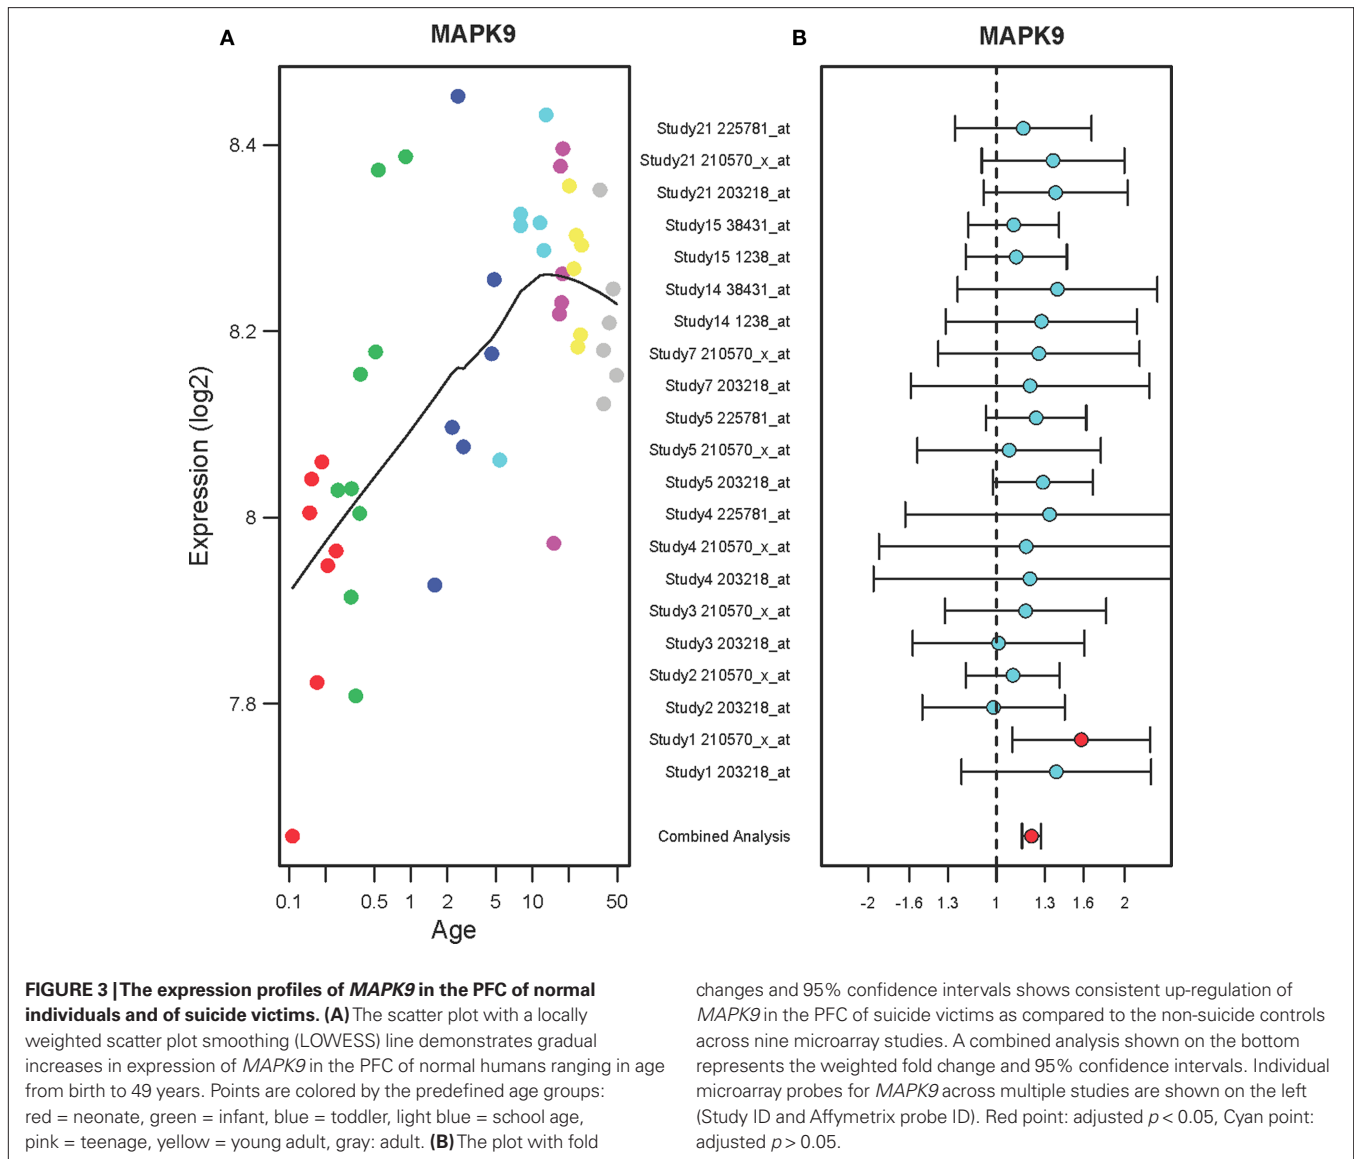 A
MAPK9
B
MAPK9
Expression (log2)
8.4
8.2
8
7.8
0.1
0.5
1
2
5
10
50
Age
Study21 225781_at
Study21 210570_x_at
Study21 203218_at
Study15 38431_at
Study15 1238_at
Study14 38431_at
Study14 1238_at
Study7 210570_x_at
Study7 203218_at
Study5 225781_at
Study5 210570_x_at
Study5 203218_at
Study4 225781_at
Study4 210570_x_at
Study4 203218_at
Study3 210570_x_at
Study3 203218_at
Study2 210570_x_at
Study2 203218_at
Study1 210570_x_at
Study1 203218_at
Combined Analysis
-2
-1.6
1.3
1
1.3
1.6
2
FIGURE 3 | The expression profiles of MAPK9 in the PFC of normal
individuals and of suicide victims. (A) The scatter plot with a locally
weighted scatter plot smoothing (LOWESS) line demonstrates gradual
increases in expression of MAPK9 in the PFC of normal humans ranging in age
from birth to 49 years. Points are colored by the predefined age groups:
red = neonate, green = infant, blue = toddler, light blue = school age,
pink = teenage, yellow = young adult, gray: adult. (B) The plot with fold
changes and 95% confidence intervals shows consistent up-regulation of
MAPK9 in the PFC of suicide victims as compared to the non-suicide controls
across nine microarray studies. A combined analysis shown on the bottom
represents the weighted fold change and 95% confidence intervals. Individual
microarray probes for MAPK9 across multiple studies are shown on the left
(Study ID and Affymetrix probe ID). Red point: adjusted p < 0.05, Cyan point:
adjusted p > 0.05.